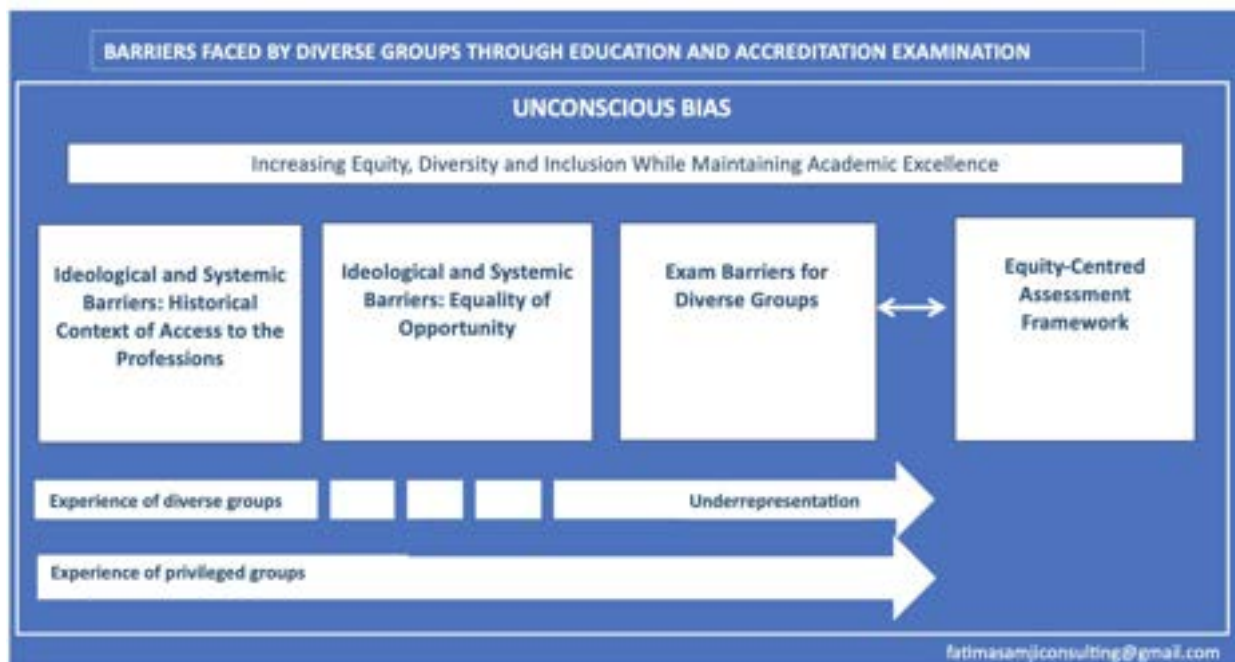 BARRIERS FACED BY DIVERSE GROUPS THROUGH EDUCATION AND ACCREDITATION EXAMINATION
UNCONSCIOUS BIAS
Increasing Equity, Diversity and Inclusion While Maintaining Academic Excellence
Ideological and Systemic
Barriers: Historical
Context of Access to the
Professions
Ideological and Systemic
Barriers: Equality of
Opportunity
Exam Barriers for
Diverse Groups
Equity-Centred
Assessment
Framework
Experience of diverse groups
Underrepresentation
Experience of privileged groups
fatimasamjiconsulting@gmail.com